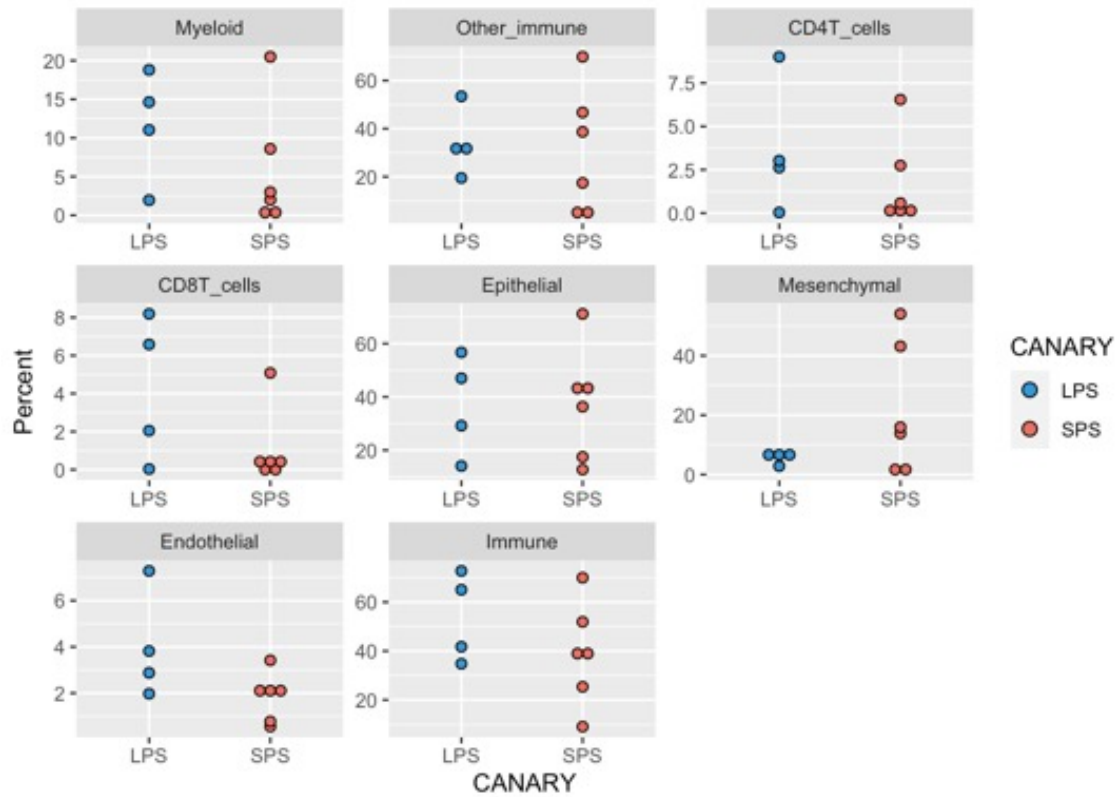 Myeloid
Other_immune
CD4T_cells
20
15
10
5
0
60
40
20
7.5
5.0
2.5
0.0
LPS
SPS
LPS
SPS
LPS
SPS
CD8T_cells
Epithelial
Mesenchymal
8
6
4
2
0
60
40
20
40
20
0
LPS
SPS
LPS
SPS
LPS
SPS
Endothelial
Immune
6
4
2
60
40
20
LPS
SPS
LPS
SPS
Percent
CANARY
CANARY
LPS
SPS